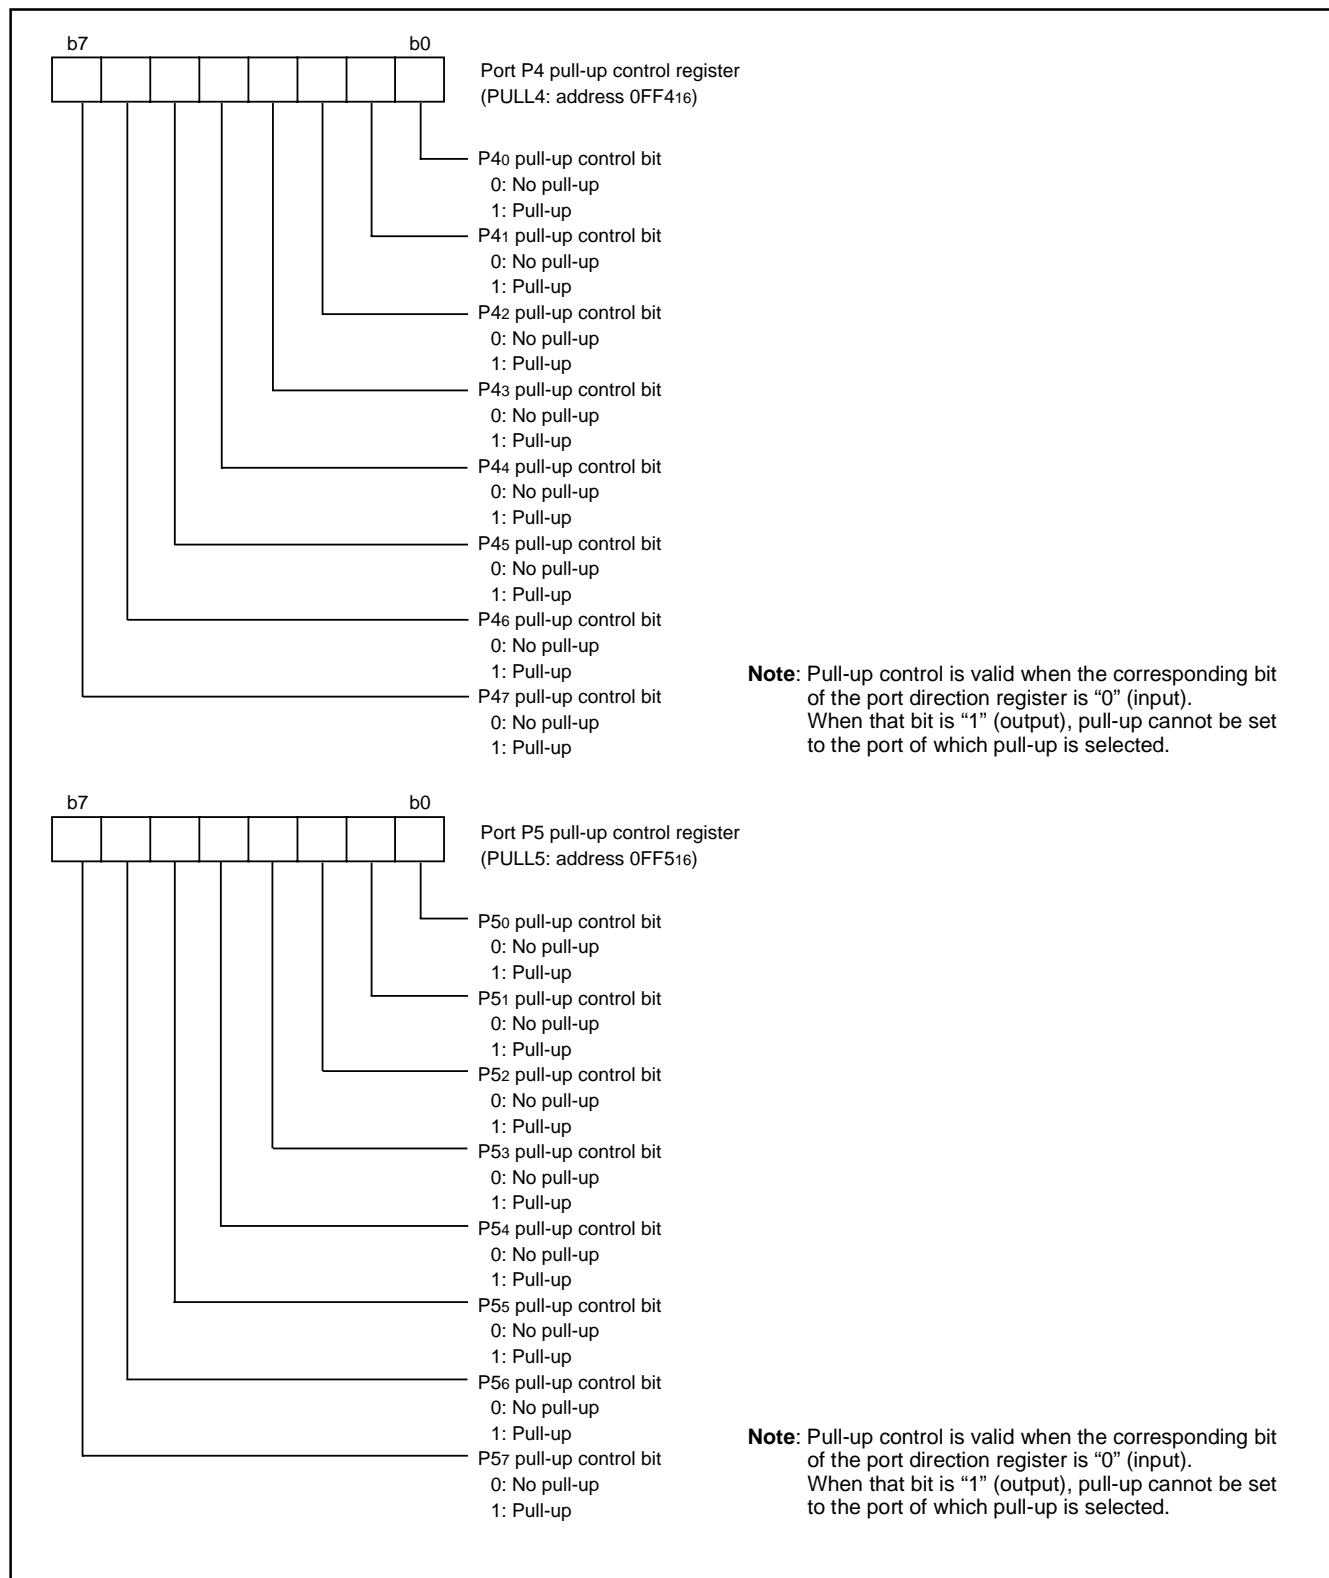 b7 b0
Port P4 pull-up control register
(PULL4: address 0FF416)
P40 pull-up control bit
0: No pull-up
1: Pull-up
P41 pull-up control bit
0: No pull-up
1: Pull-up
P42 pull-up control bit
0: No pull-up
1: Pull-up
P43 pull-up control bit
0: No pull-up
1: Pull-up
P44 pull-up control bit
0: No pull-up
1: Pull-up
P45 pull-up control bit
0: No pull-up
1: Pull-up
P46 pull-up control bit
0: No pull-up
1: Pull-up
P47 pull-up control bit
0: No pull-up
1: Pull-up
Note: Pull-up control is valid when the corresponding bit
of the port direction register is “0” (input).
When that bit is “1” (output), pull-up cannot be set
to the port of which pull-up is selected.
b7 b0
Port P5 pull-up control register
(PULL5: address 0FF516)
P50 pull-up control bit
0: No pull-up
1: Pull-up
P51 pull-up control bit
0: No pull-up
1: Pull-up
P52 pull-up control bit
0: No pull-up
1: Pull-up
P53 pull-up control bit
0: No pull-up
1: Pull-up
P54 pull-up control bit
0: No pull-up
1: Pull-up
P55 pull-up control bit
0: No pull-up
1: Pull-up
P56 pull-up control bit
0: No pull-up
1: Pull-up
P57 pull-up control bit
0: No pull-up
1: Pull-up
Note: Pull-up control is valid when the corresponding bit
of the port direction register is “0” (input).
When that bit is “1” (output), pull-up cannot be set
to the port of which pull-up is selected.